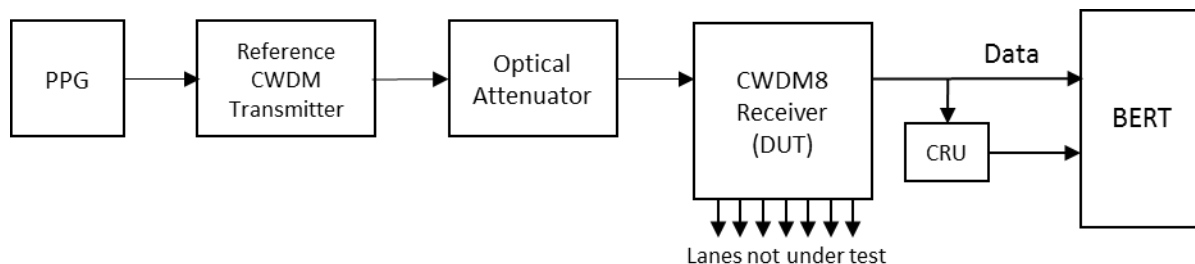 PPG
Reference
CWDM
Transmitter
Optical
Attenuator
CWDM8
Receiver
(DUT)
Data
CRU
BERT
Lanes not under test